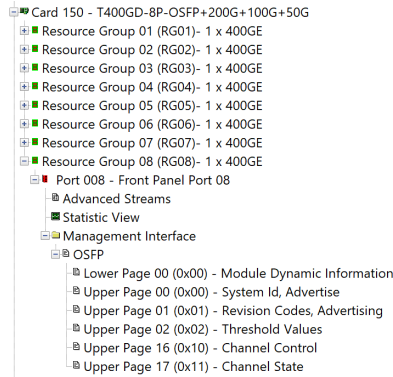 Card 150 - T400GD-8P-OSFP+200G+100G+50G
Resource Group 01 (RG01)- 1 x 400GE
Resource Group 02 (RG02)- 1 x 400GE
Resource Group 03 (RG03)- 1 x 400GE
Resource Group 04 (RG04)- 1 x 400GE
Resource Group 05 (RG05)- 1 x 400GE
Resource Group 06 (RG06)- 1 x 400GE
Resource Group 07 (RG07)- 1 x 400GE
Resource Group 08 (RG08)- 1 x 400GE
Port 008 - Front Panel Port 08
Advanced Streams
Statistic View
Management Interface
OSFP
Lower Page 00 (0x00) - Module Dynamic Information
Upper Page 00 (0x00) - System Id, Advertise
Upper Page 01 (0x01) - Revision Codes, Advertising
Upper Page 02 (0x02) - Threshold Values
Upper Page 16 (0x10) - Channel Control
Upper Page 17 (0x11) - Channel State